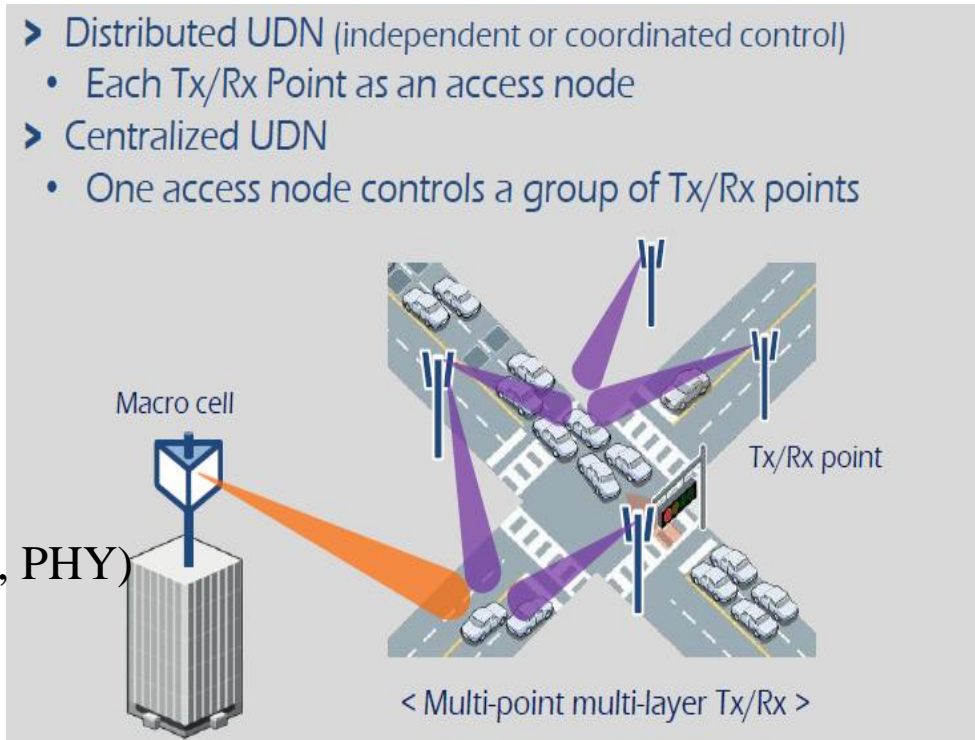 > Distributed UDN (independent or coordinated control)
• Each Tx/Rx Point as an access node
> Centralized UDN
• One access node controls a group of Tx/Rx points
Macro cell
Tx/Rx point
, PHY)
< Multi-point multi-layer Tx/Rx >